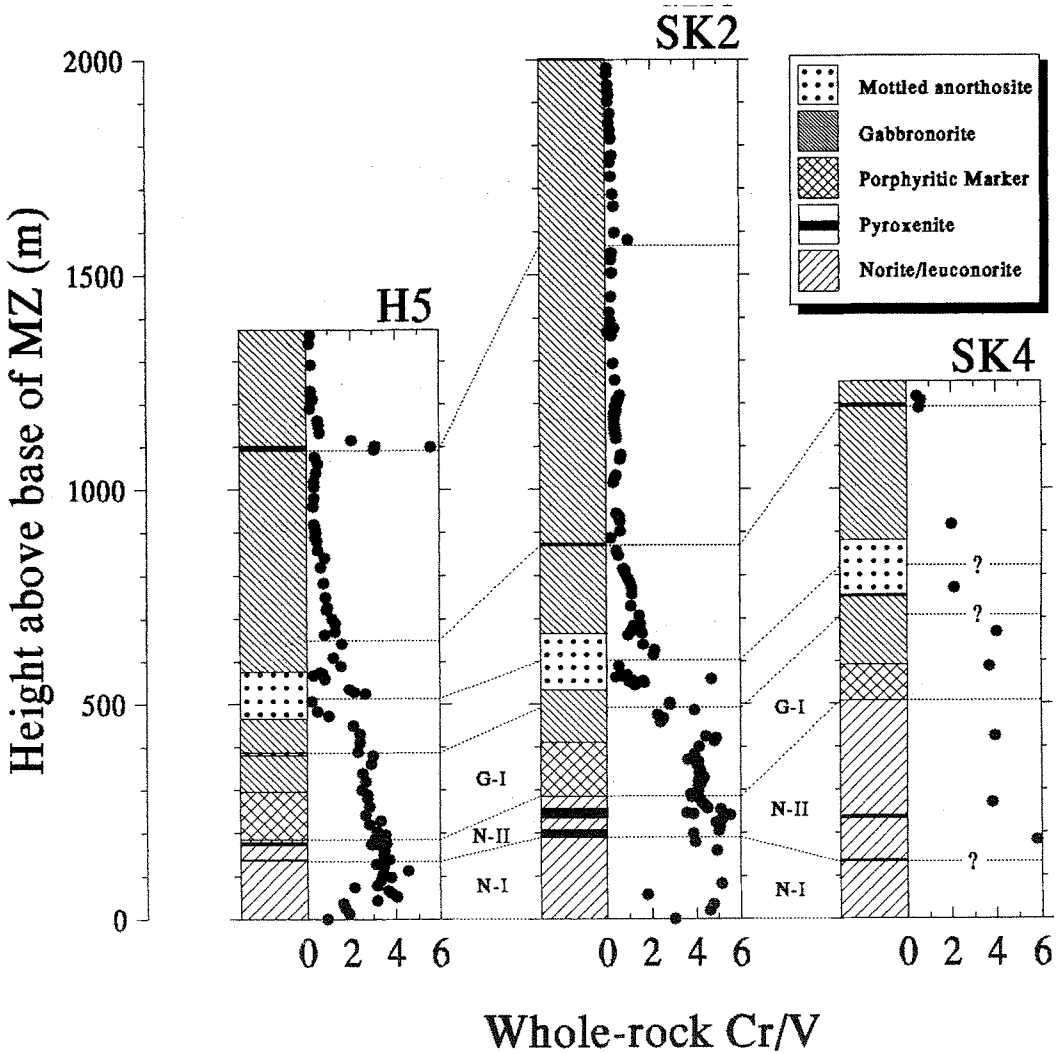 SK2
2000
Mottled anorthosite
Gabbronorite
Porphyritic Marker
Pyroxenite
Norite/leuconorite
1500
H5
SK4
1000
?
?
500
G-I
G-I
N-II
N-II
?
N-I
N-I
0
0 2 4 6
0 2 4 6
0 2 4 6
Height above base of MZ (m)
Whole-rock Cr/V